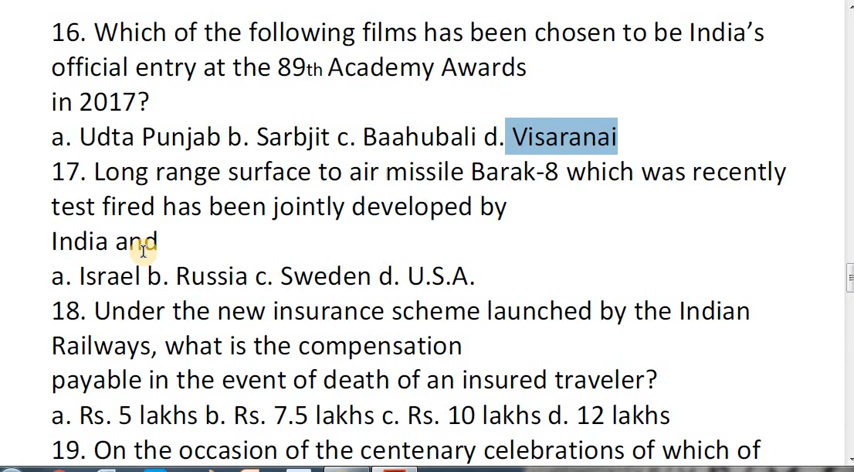 16. Which of the following films has been chosen to be India’s
official entry at the 89th Academy Awards
in 2017?
a. Udta Punjab b. Sarbjit c. Baahubali d. Visaranai
17. Long range surface to air missile Barak-8 which was recently
test fired has been jointly developed by
India and
a. Israel b. Russia c. Sweden d. U.S.A.
18. Under the new insurance scheme launched by the Indian
Railways, what is the compensation
payable in the event of death of an insured traveler?
a. Rs. 5 lakhs b. Rs. 7.5 lakhs c. Rs. 10 lakhs d. 12 lakhs
19. On the occasion of the centenary celebrations of which of